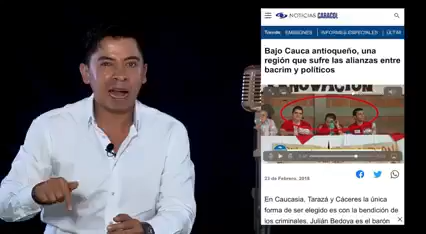 NOTICIAS CARACOL
Tolima EMISIONES | INFORMES ESPECIALES | ÚLTIM
Bajo Cauca antioqueño, una
región que sufre las alianzas entre
bacrim y políticos
NOVACIÓN
23 de Febrero, 2018
En Caucasia, Tarazá y Cáceres la única
forma de ser elegido es con la bendición de
los criminales. Julián Bedoya es el barón